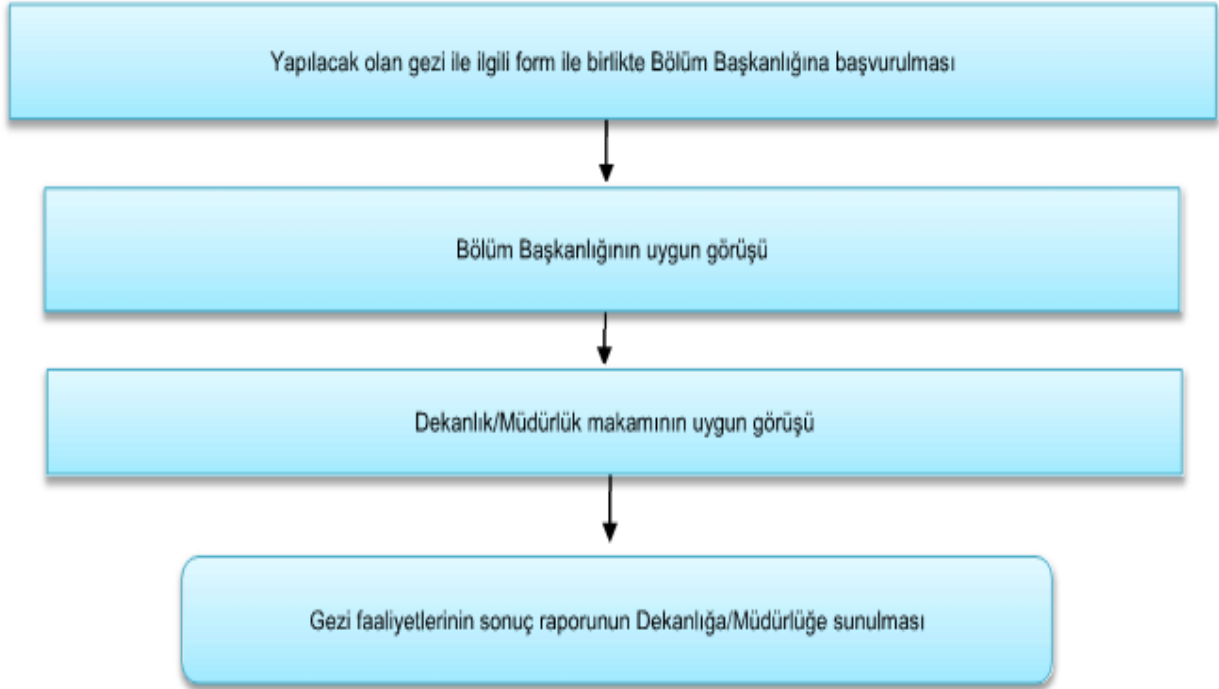 Yapılacak olan gezi ile ilgili form ile birlikte Bölüm Başkanlığına başvurulması
Bölüm Başkanlığının uygun görüşü
Dekanlık/Müdürlük makamının uygun görüşü
Gezi faaliyetlerinin sonuç raporunun Dekanlığa/Müdürlüğe sunulması